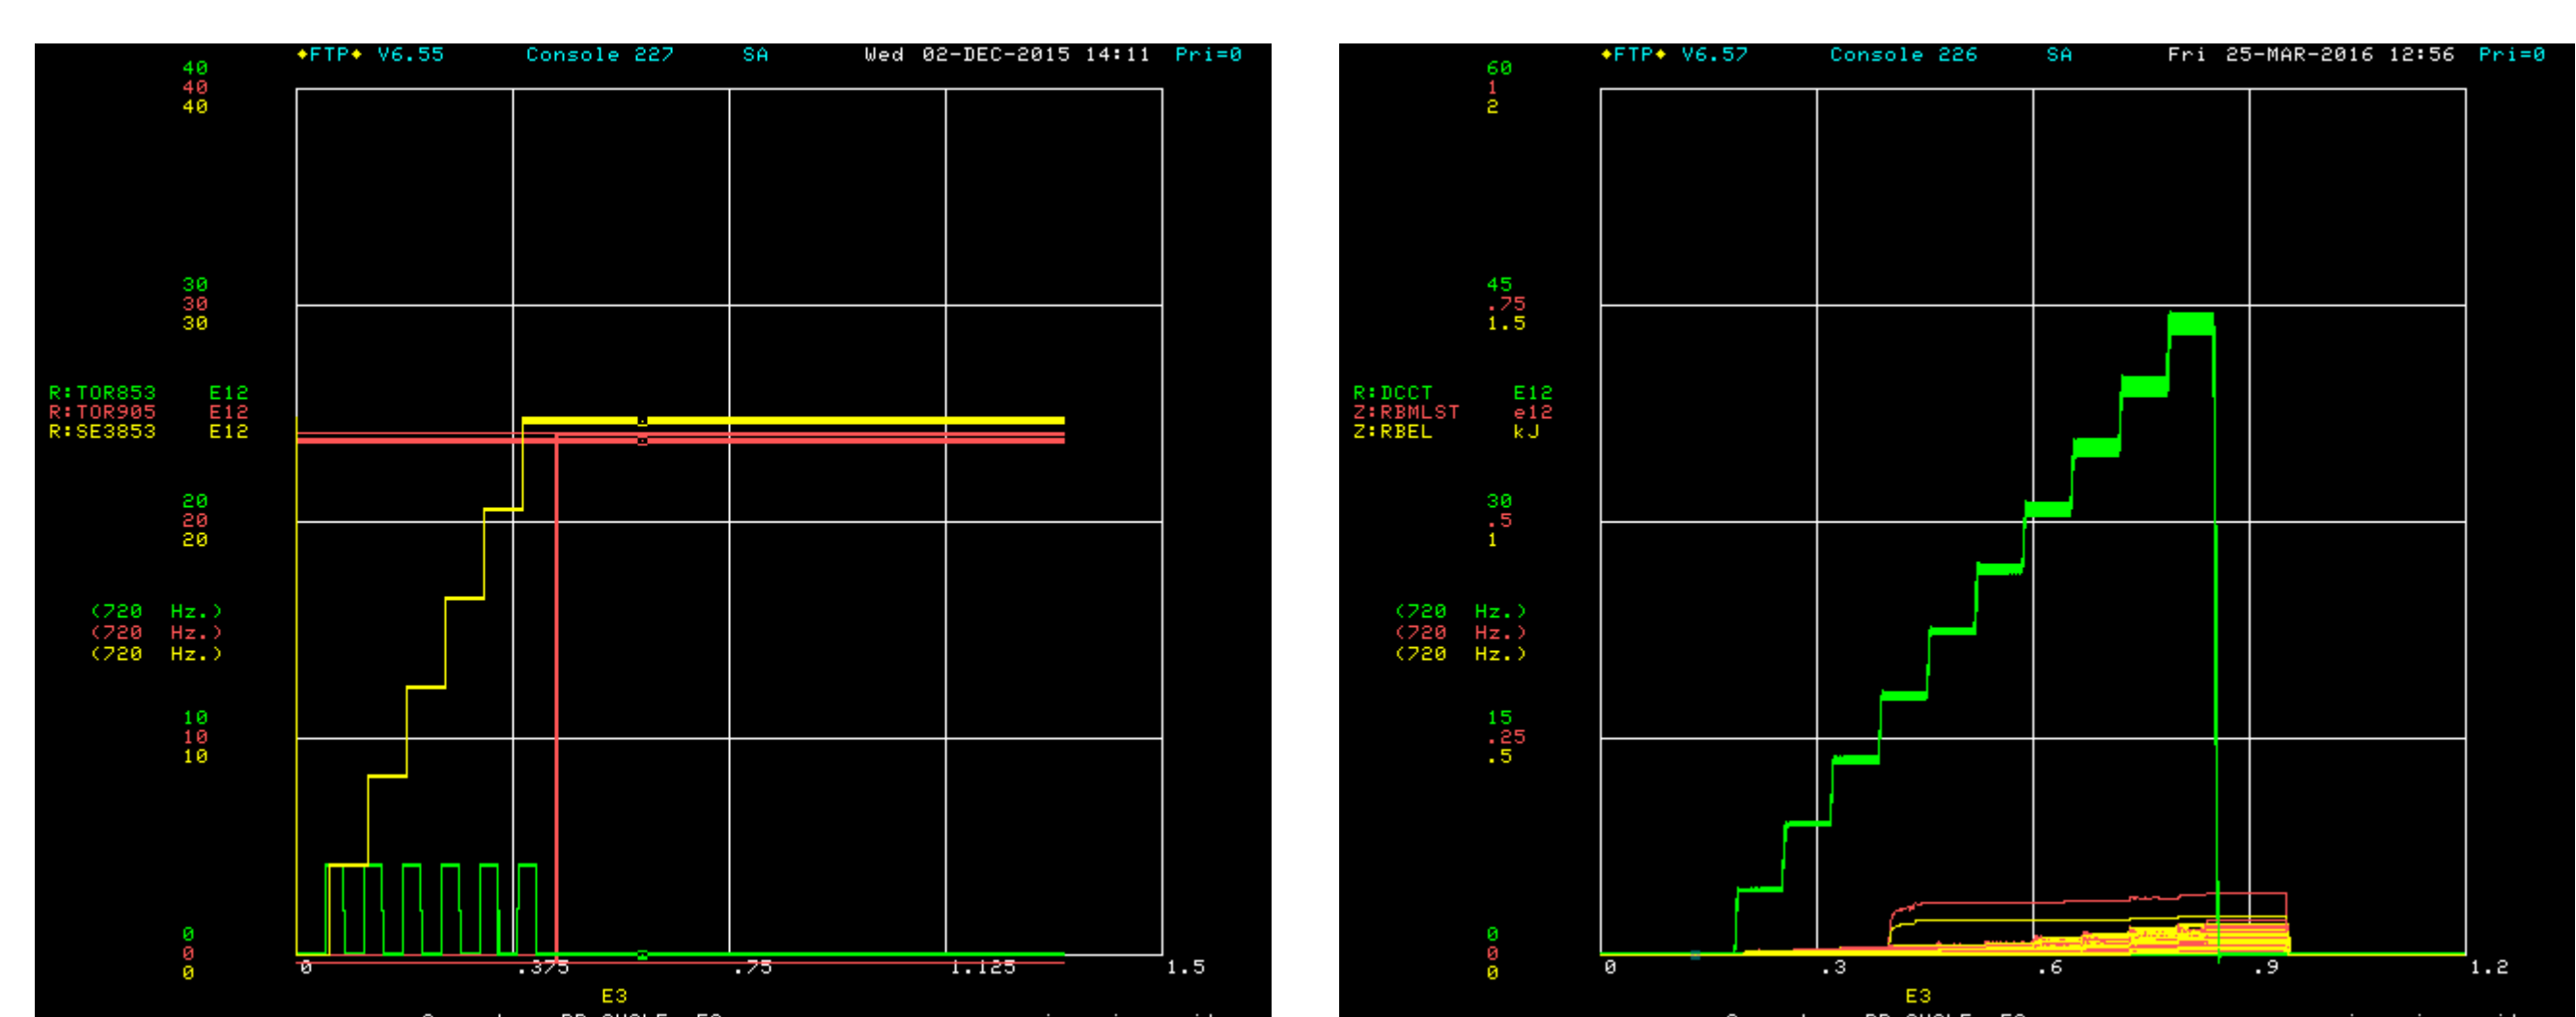 ◆FTP◆ V6.55 Console 227 SA Wed 02-DEC-2015 14:11 Pri=0
40
40
40
30
30
30
R:TOR853 E12
R:TOR905 E12
R:SE3853 E12
20
20
20
(720 Hz.)
(720 Hz.)
(720 Hz.)
10
10
10
0
0
0
0 .375 .75 1.125 1.5
E3
◆FTP◆ V6.57 Console 226 SA Fri 25-MAR-2016 12:56 Pri=0
60
1
2
45
.75
1.5
R:DCCT E12
Z:RBMLST e12
Z:RBEL kJ
30
.5
1
(720 Hz.)
(720 Hz.)
(720 Hz.)
15
.25
.5
0
0
0
0 .3 .6 .9 1.2
E3